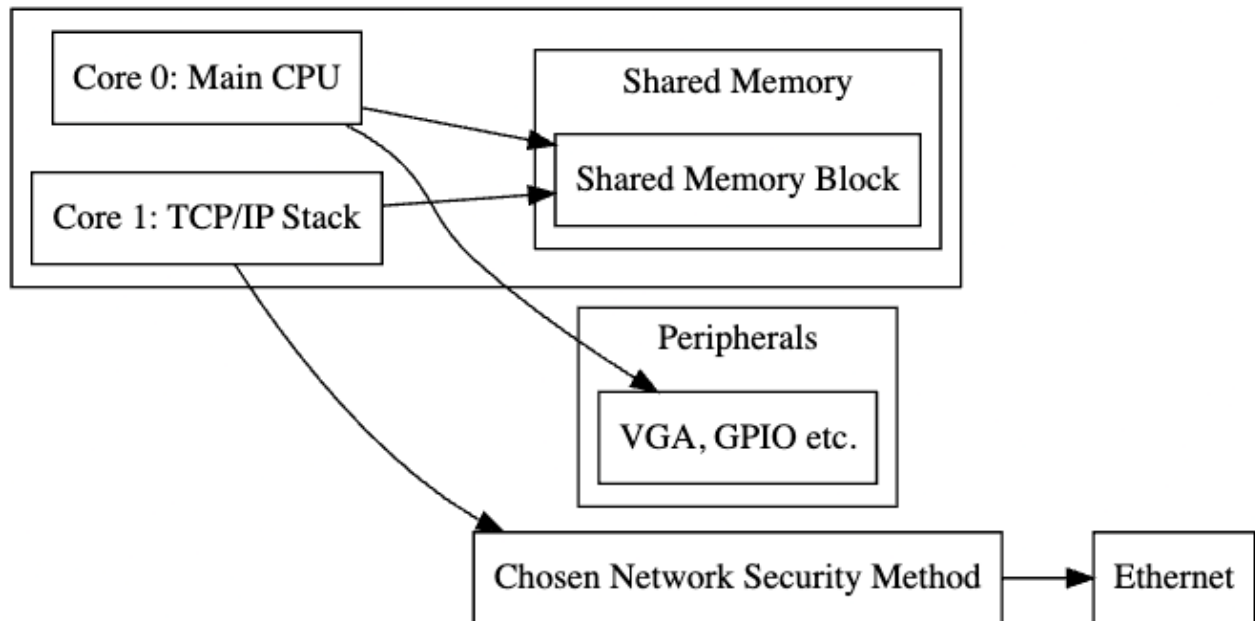 Core 0: Main CPU
Shared Memory
Shared Memory Block
Core 1: TCP/IP Stack
Peripherals
VGA, GPIO etc.
Chosen Network Security Method
Ethernet